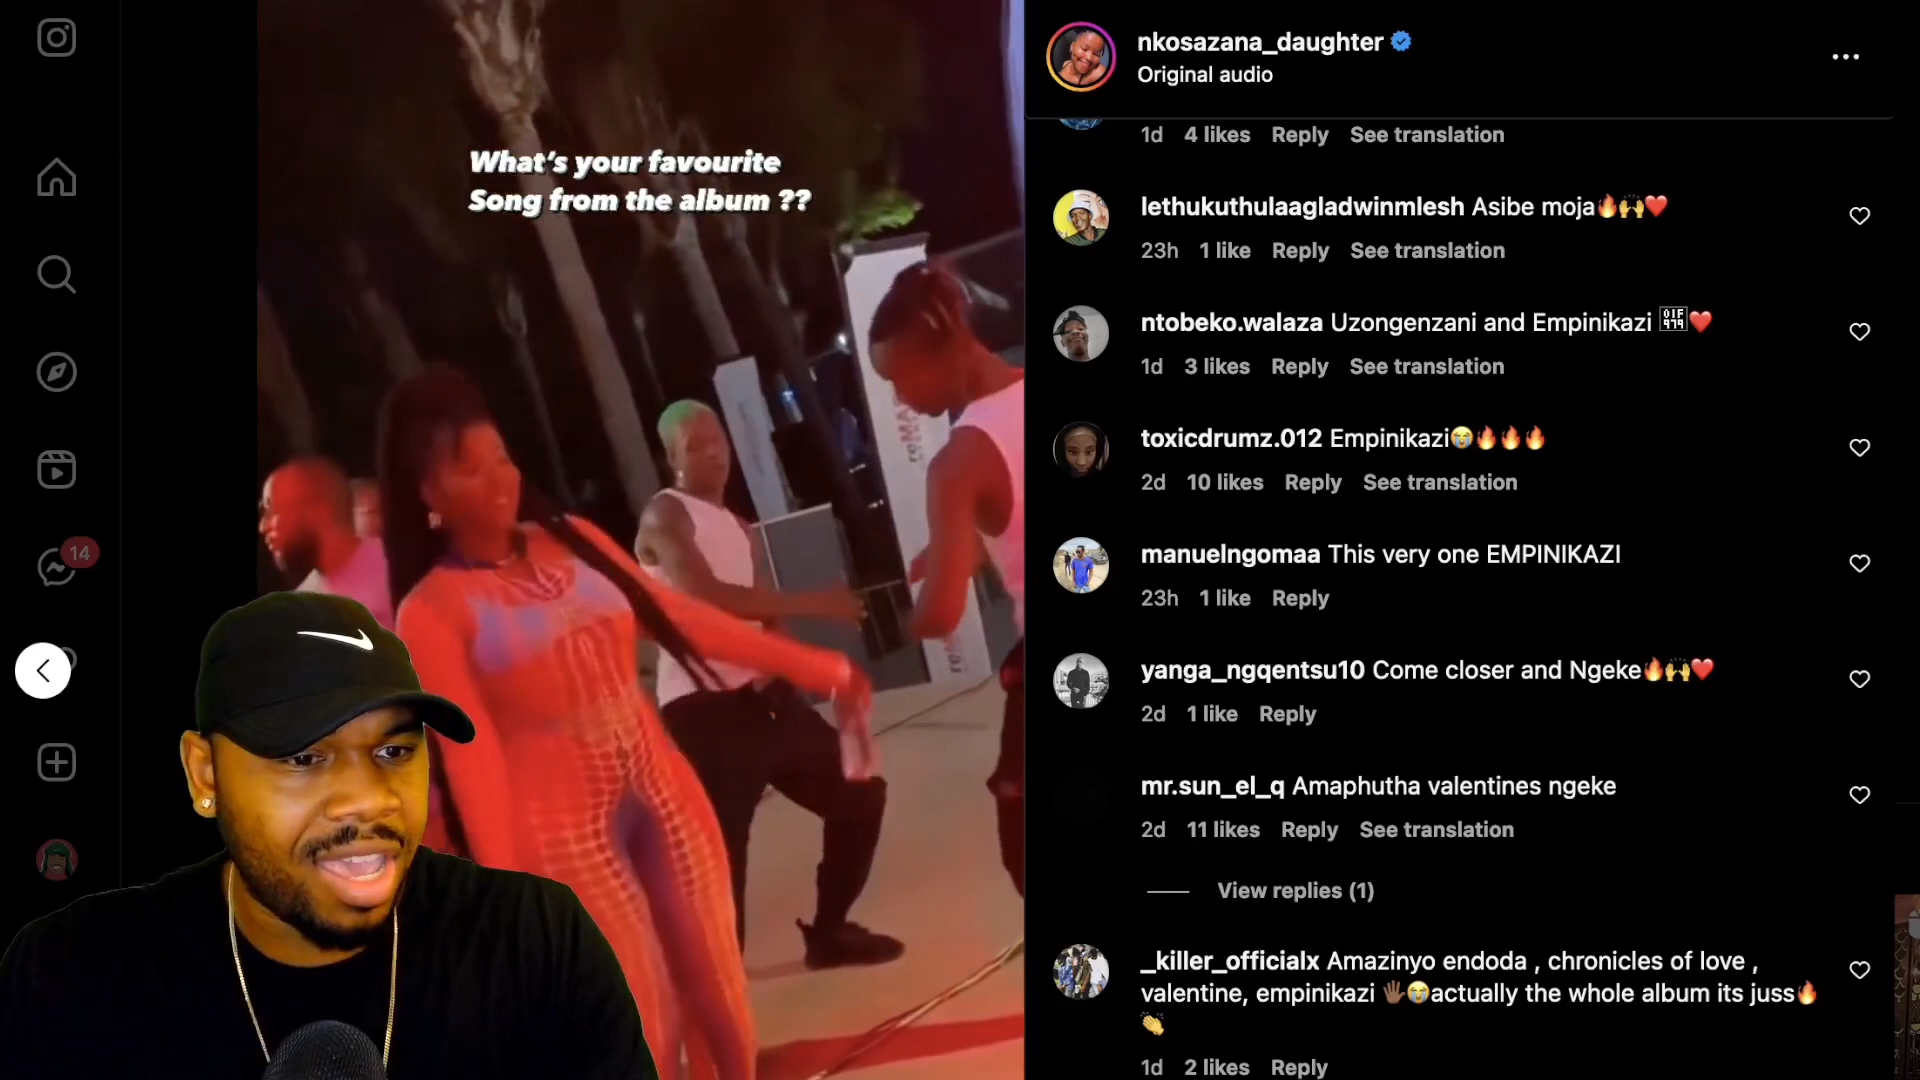 What's your favourite
Song from the album ??
14
nkosazana_daughter
Original audio
1d 4 likes Reply See translation
lethukuthulaagladwinmlesh Asibe moja🔥🙌❤️
23h 1 like Reply See translation
ntobeko.walaza Uzongenzani and Empinikazi ❤️
1d 3 likes Reply See translation
toxicdrumz.012 Empinikazi😭🔥🔥🔥
2d 10 likes Reply See translation
manuelngomaa This very one EMPINIKAZI
23h 1 like Reply
yanga_ngqentsu10 Come closer and Ngeke🔥🙌❤️
2d 1 like Reply
mr.sun_el_q Amaphutha valentines ngeke
2d 11 likes Reply See translation
View replies (1)
_killer_officialx Amazinyo endoda , chronicles of love ,
valentine, empinikazi 🖐🏾😭actually the whole album its juss🔥
👏
1d 2 likes Reply